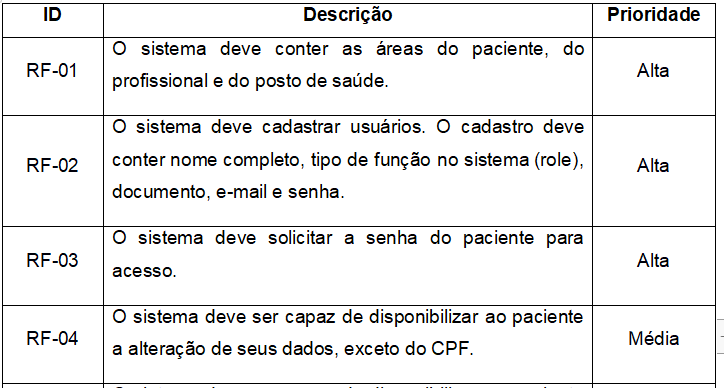 ID Descrição Prioridade
O sistema deve conter as áreas do paciente, do
RF-01 Alta
profissional e do posto de saúde.
O sistema deve cadastrar usuários. O cadastro deve
RF-02 conter nome completo, tipo de função no sistema (role), Alta
documento, e-mail e senha.
O sistema deve solicitar a senha do paciente para
RF-03 Alta
acesso.
O sistema deve ser capaz de disponibilizar ao paciente
RF-04 Média
a alteração de seus dados, exceto do CPF.